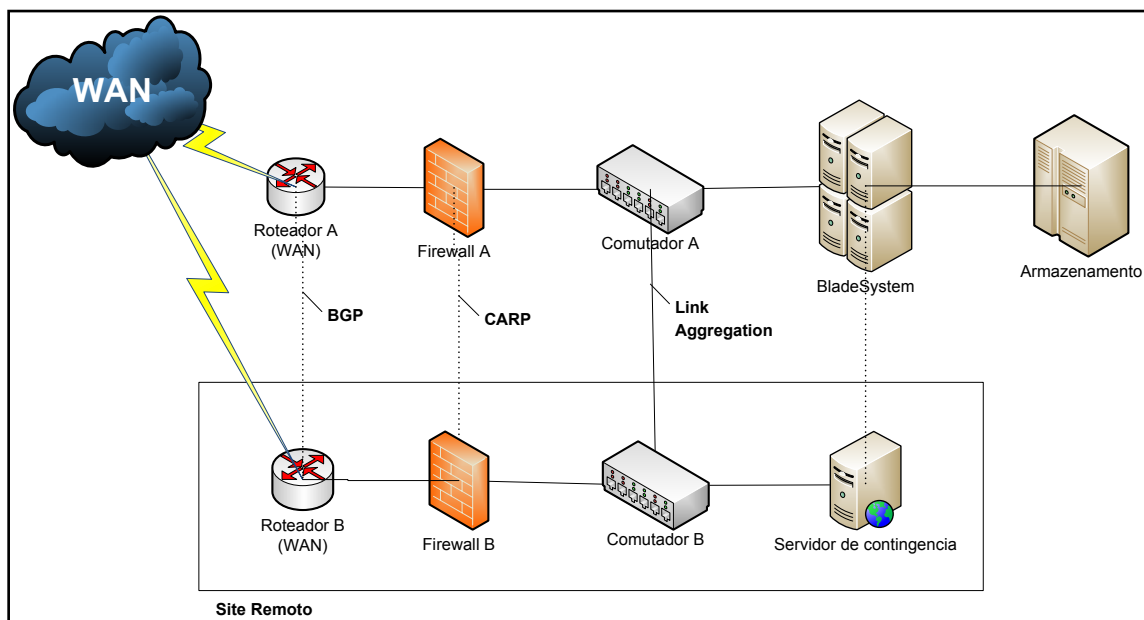 WAN
Roteador A
(WAN)
Firewall A
Comutador A
BladeSystem
Armazenamento
BGP
CARP
Link
Aggregation
Roteador B
(WAN)
Firewall B
Comutador B
Servidor de contingencia
Site Remoto